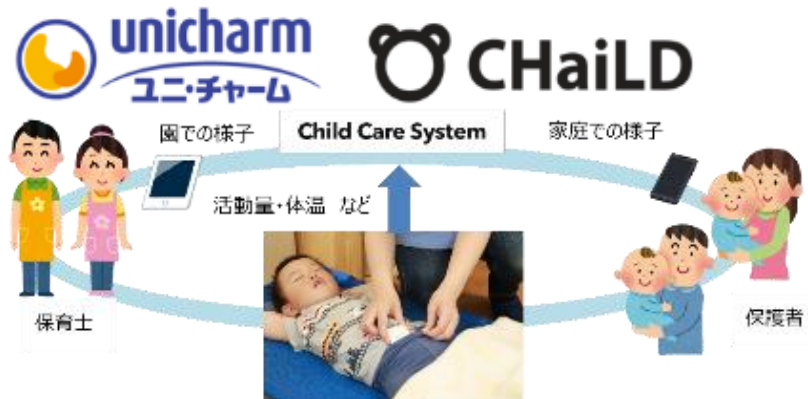 unicharm
ユニ・チャーム
CHaiLD
園での様子
Child Care System
家庭での様子
活動量・体温 など
保育士
保護者